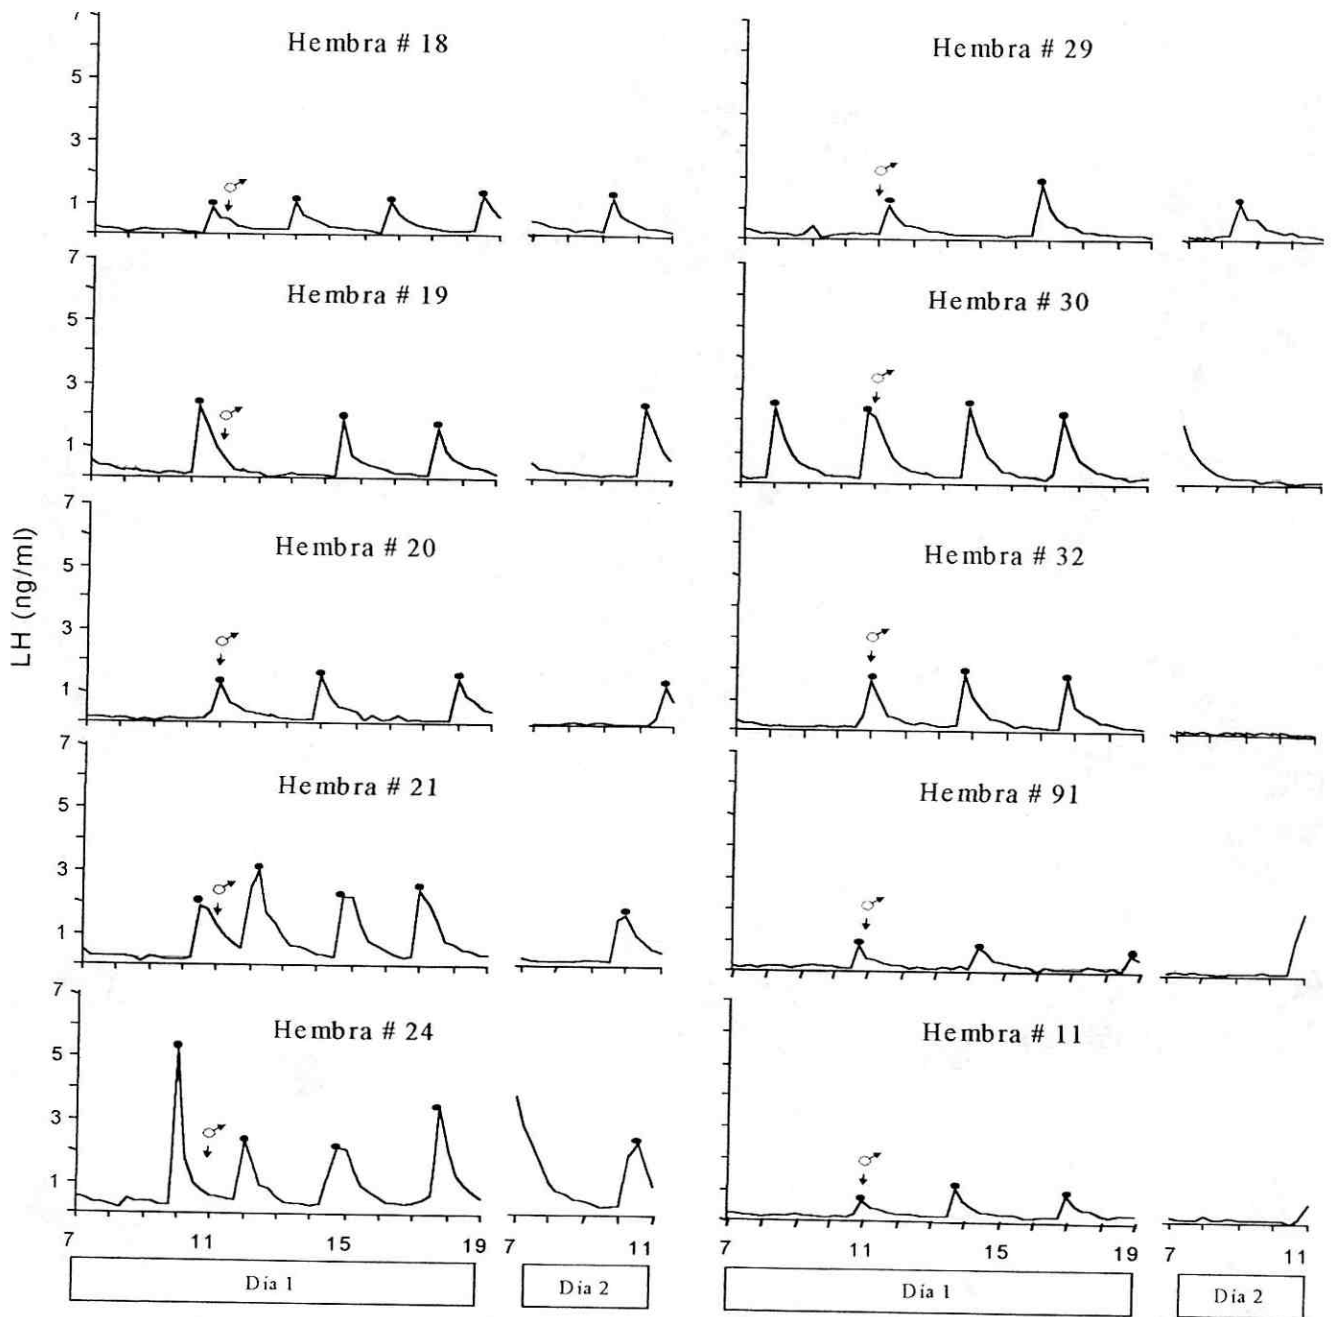 LH (ng/ml)
Hembra # 18
7
5
3
1
Hembra # 29
Hembra # 19
7
5
3
1
Hembra # 30
Hembra # 20
7
5
3
1
Hembra # 32
Hembra # 21
7
5
3
1
Hembra # 91
Hembra # 24
7
5
3
1
Hembra # 11
7 11 15 19 7 11 7 11 15 19 7 11
Día 1 Día 2 Día 1 Día 2